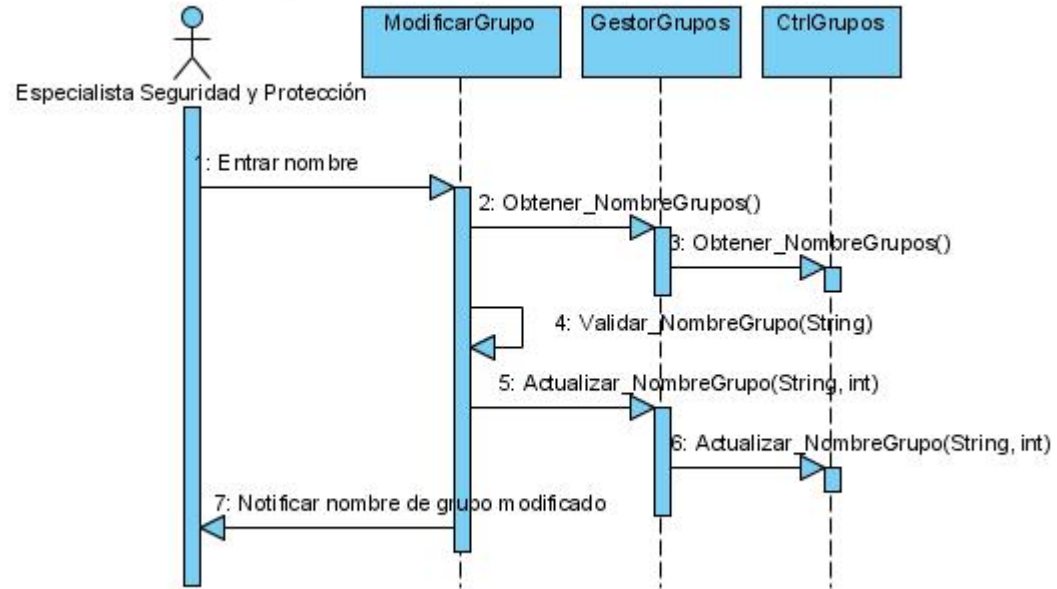 ModificarGrupo
GestorGrupos
CtrlGrupos
Especialista Seguridad y Protección
1: Entrar nombre
2: Obtener_NombreGrupos()
3: Obtener_NombreGrupos()
4: Validar_NombreGrupo(String)
5: Actualizar_NombreGrupo(String, int)
6: Actualizar_NombreGrupo(String, int)
7: Notificar nombre de grupo modificado